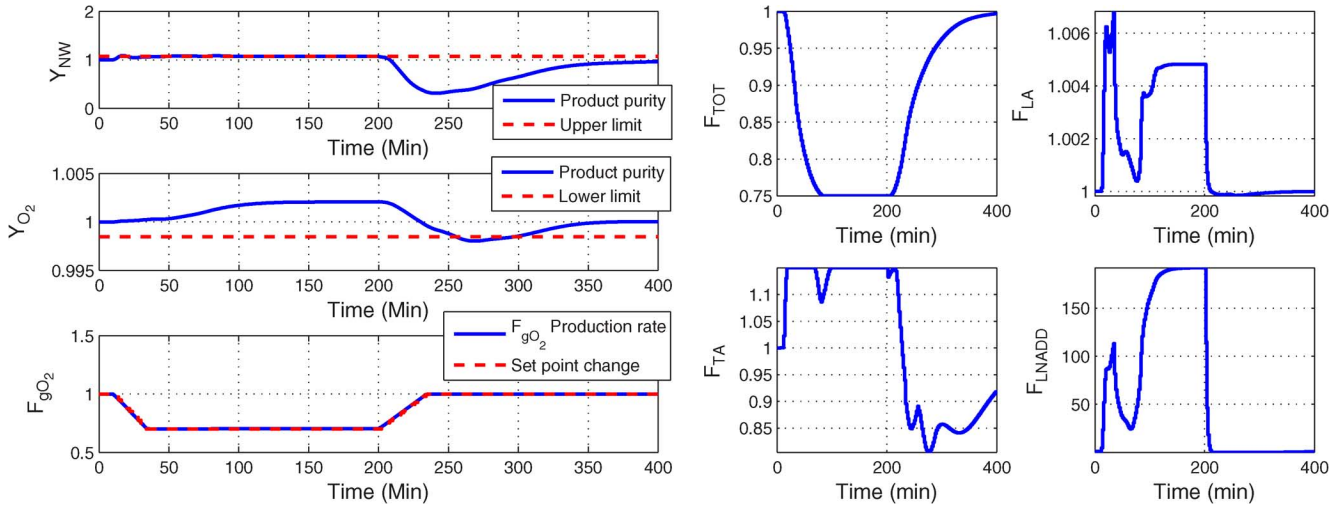 Y_NW
0
1
2
0 50 100 150 200 250 300 350 400
Product purity
Upper limit
Time (Min)
Y_O2
1.005
1
0.995
Product purity
Lower limit
0 50 100 150 200 250 300 350 400
Time (Min)
F_gO2
1.5
1
0.5
F_gO2 Production rate
Set point change
0 50 100 150 200 250 300 350 400
Time (Min)
F_TOT
1
0.95
0.9
0.85
0.8
0.75
0 200 400
Time (min)
F_LA
1.006
1.004
1.002
1
0 200 400
Time (min)
F_TA
1.1
1.05
1
0.95
0.9
0.85
0 200 400
Time (min)
F_LNADD
150
100
50
0 200 400
Time (min)